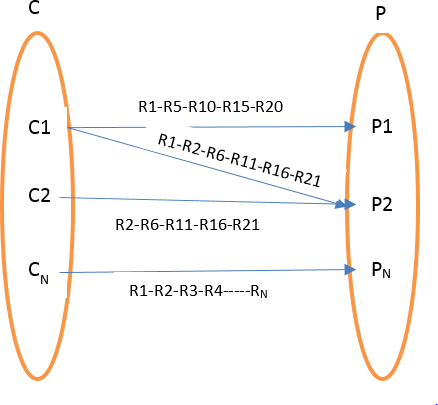 C
P
R1-R5-R10-R15-R20
C1
P1
R1-R2-R6-R11-R16-R21
C2
P2
R2-R6-R11-R16-R21
CN
PN
R1-R2-R3-R4-----RN